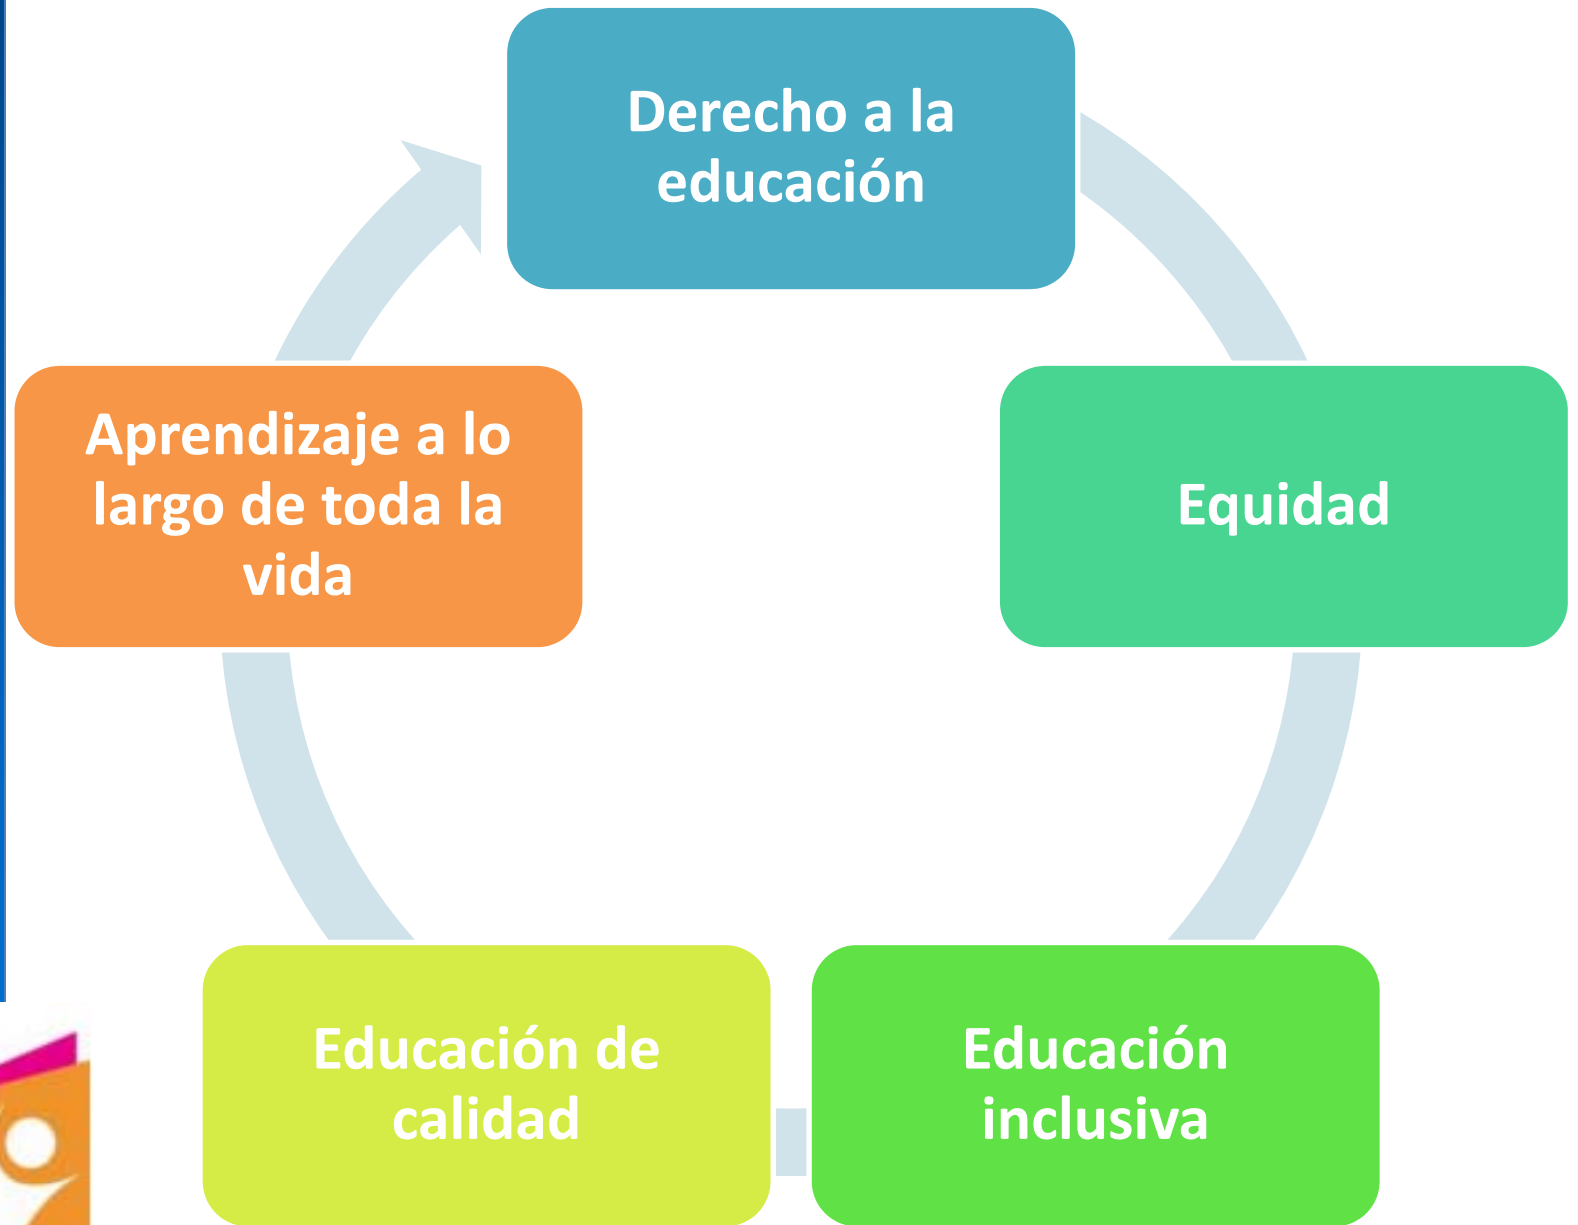 Derecho a la
educación
Equidad
Educación
inclusiva
Educación de
calidad
Aprendizaje a lo
largo de toda la
vida